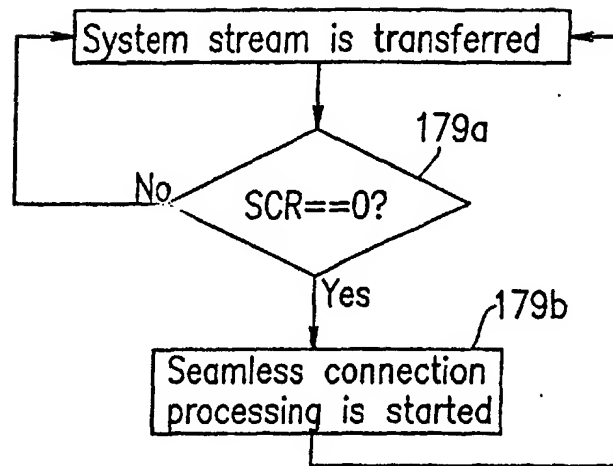 System stream is transferred
179a
No
SCR==0?
Yes
179b
Seamless connection
processing is started